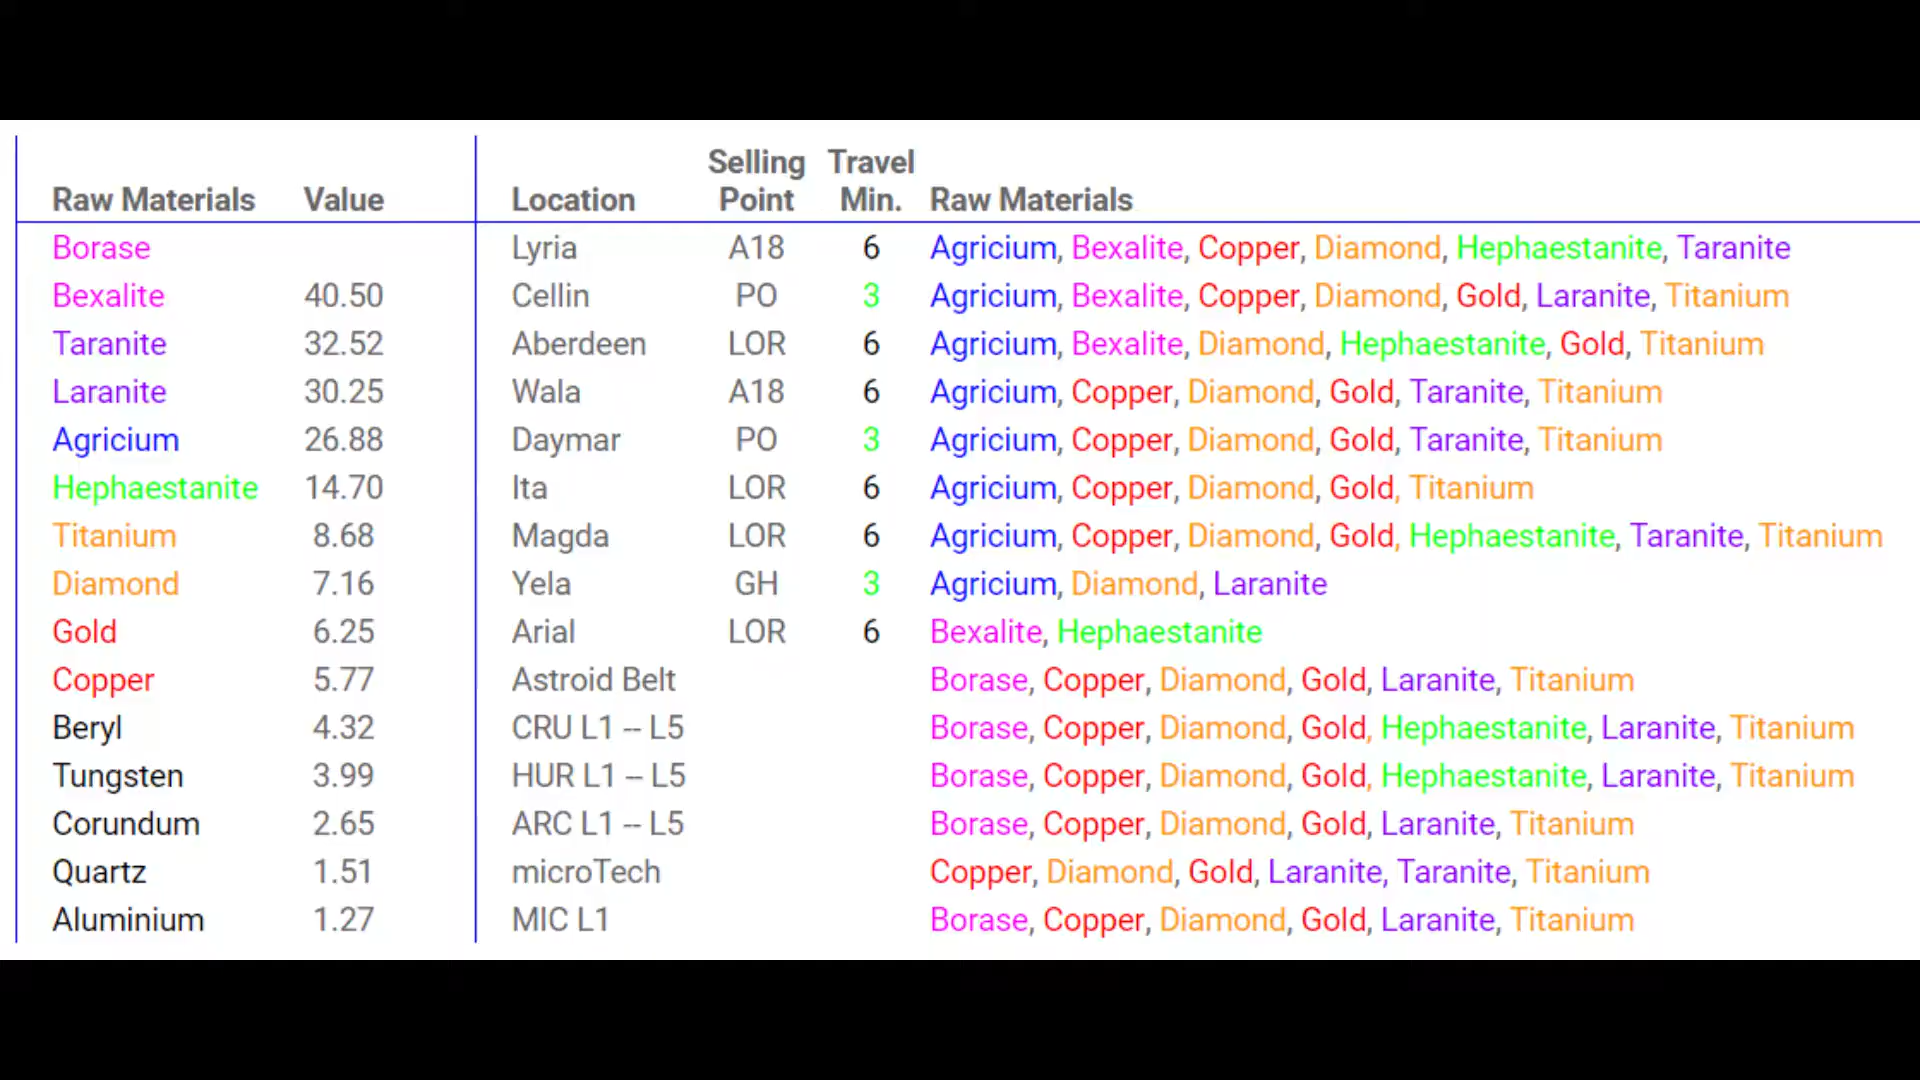 Selling Travel
Raw Materials Value Location Point Min. Raw Materials
Borase Lyria A18 6 Agricium, Bexalite, Copper, Diamond, Hephaestanite, Taranite
Bexalite 40.50 Cellin PO 3 Agricium, Bexalite, Copper, Diamond, Gold, Laranite, Titanium
Taranite 32.52 Aberdeen LOR 6 Agricium, Bexalite, Diamond, Hephaestanite, Gold, Titanium
Laranite 30.25 Wala A18 6 Agricium, Copper, Diamond, Gold, Taranite, Titanium
Agricium 26.88 Daymar PO 3 Agricium, Copper, Diamond, Gold, Taranite, Titanium
Hephaestanite 14.70 Ita LOR 6 Agricium, Copper, Diamond, Gold, Titanium
Titanium 8.68 Magda LOR 6 Agricium, Copper, Diamond, Gold, Hephaestanite, Taranite, Titanium
Diamond 7.16 Yela GH 3 Agricium, Diamond, Laranite
Gold 6.25 Arial LOR 6 Bexalite, Hephaestanite
Copper 5.77 Astroid Belt Borase, Copper, Diamond, Gold, Laranite, Titanium
Beryl 4.32 CRU L1 -- L5 Borase, Copper, Diamond, Gold, Hephaestanite, Laranite, Titanium
Tungsten 3.99 HUR L1 -- L5 Borase, Copper, Diamond, Gold, Hephaestanite, Laranite, Titanium
Corundum 2.65 ARC L1 -- L5 Borase, Copper, Diamond, Gold, Laranite, Titanium
Quartz 1.51 microTech Copper, Diamond, Gold, Laranite, Taranite, Titanium
Aluminium 1.27 MIC L1 Borase, Copper, Diamond, Gold, Laranite, Titanium